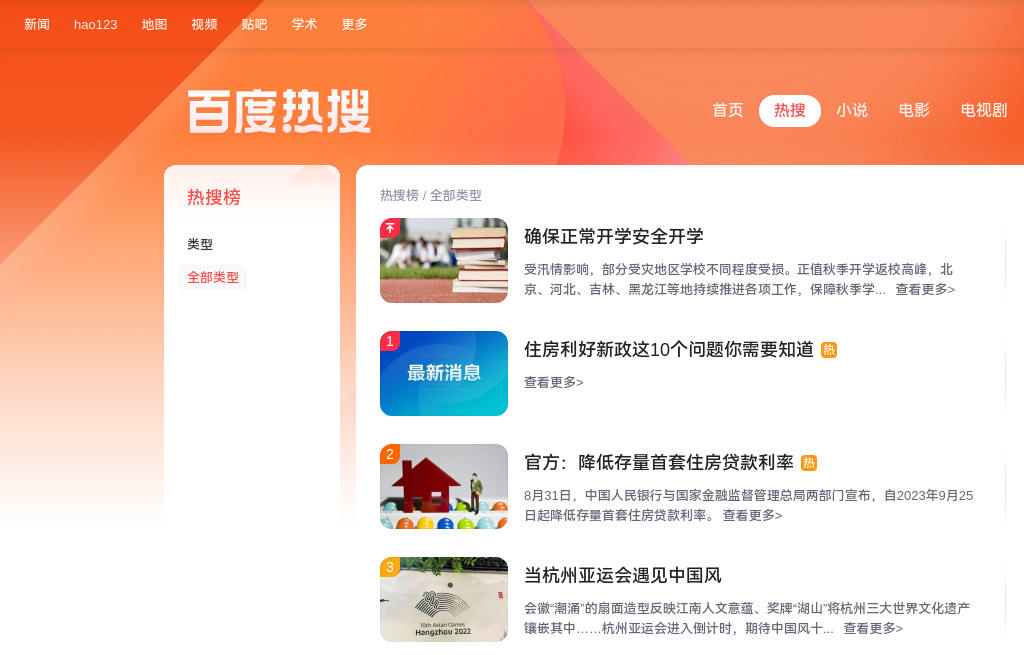 新闻 hao123 地图 视频 贴吧 学术 更多
百度热搜
首页 热搜 小说 电影 电视剧
热搜榜
类型
全部类型
热搜榜 / 全部类型
确保正常开学安全开学
受汛情影响，部分受灾地区学校不同程度受损。正值秋季开学返校高峰，北
京、河北、吉林、黑龙江等地持续推进各项工作，保障秋季学... 查看更多>
1
最新消息
住房利好新政这10个问题你需要知道 热
查看更多>
2
官方：降低存量首套住房贷款利率 热
8月31日，中国人民银行与国家金融监督管理总局两部门宣布，自2023年9月25
日起降低存量首套住房贷款利率。 查看更多>
3
19th Asian Games
Hangzhou 2022
当杭州亚运会遇见中国风
会徽“潮涌”的扇面造型反映江南人文意蕴、奖牌“湖山”将杭州三大世界文化遗产
镶嵌其中……杭州亚运会进入倒计时，期待中国风十... 查看更多>